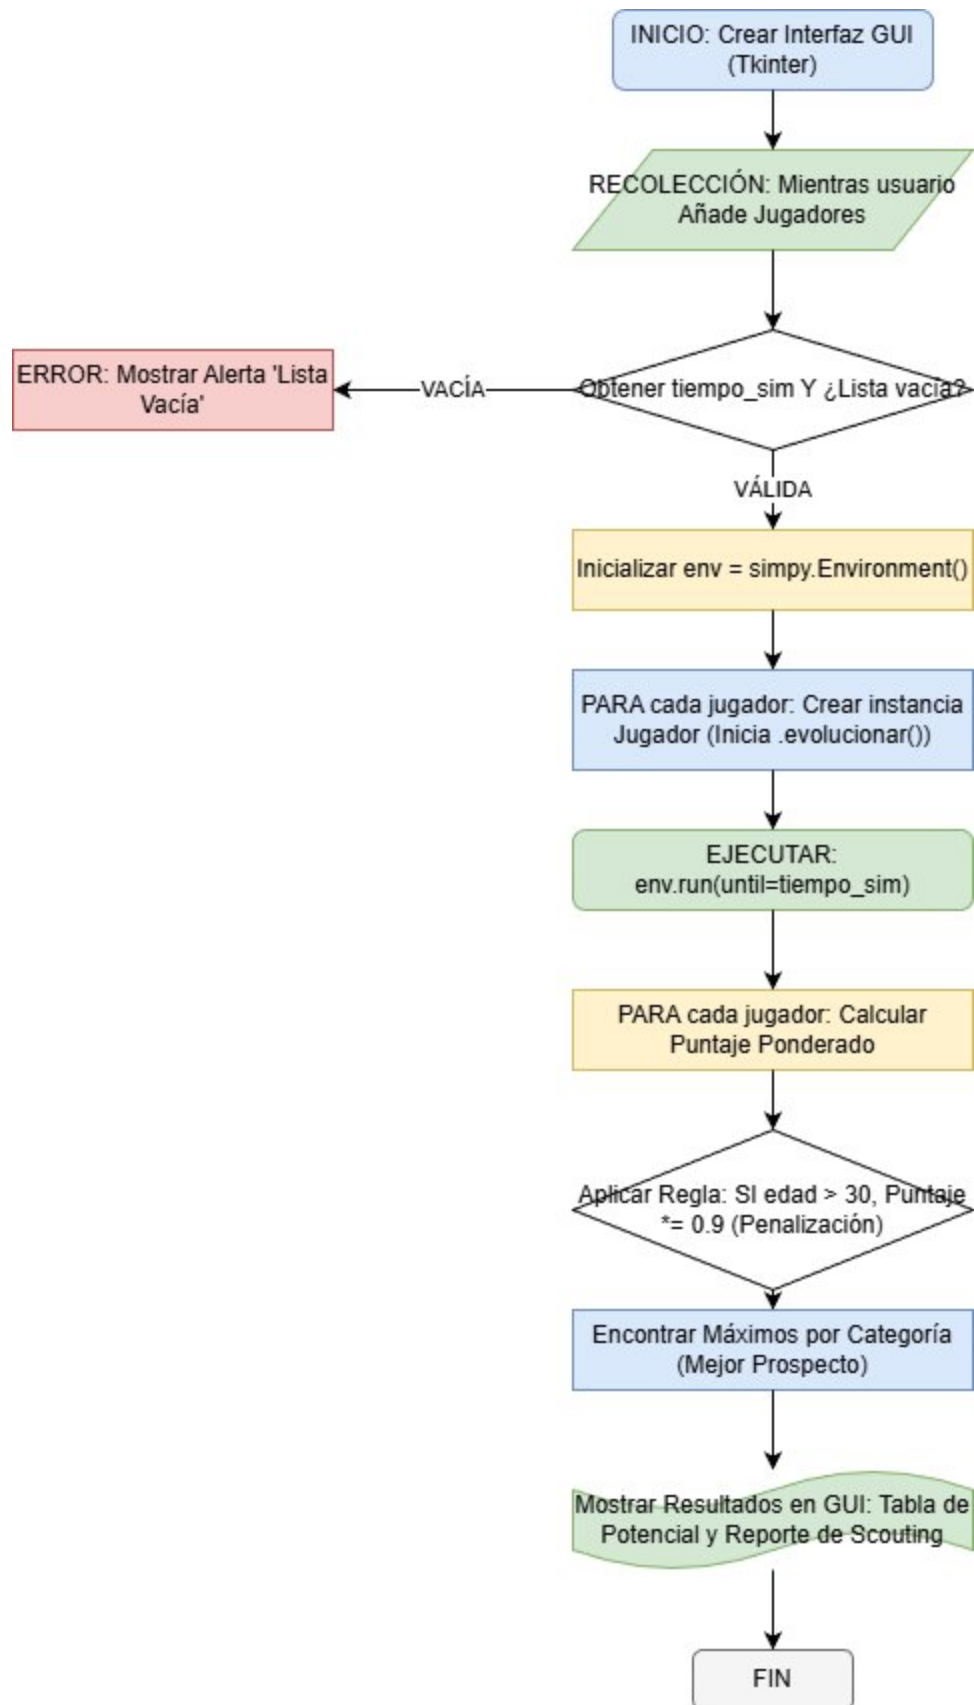 INICIO: Crear Interfaz GUI
(Tkinter)
RECOLECCIÓN: Mientras usuario
Añade Jugadores
Obtener tiempo_sim Y ¿Lista vacía?
VACÍA
ERROR: Mostrar Alerta 'Lista
Vacía'
VÁLIDA
Inicializar env = simpy.Environment()
PARA cada jugador: Crear instancia
Jugador (Inicia .evolucionar())
EJECUTAR:
env.run(until=tiempo_sim)
PARA cada jugador: Calcular
Puntaje Ponderado
Aplicar Regla: SI edad > 30, Puntaje
*= 0.9 (Penalización)
Encontrar Máximos por Categoría
(Mejor Prospecto)
Mostrar Resultados en GUI: Tabla de
Potencial y Reporte de Scouting
FIN